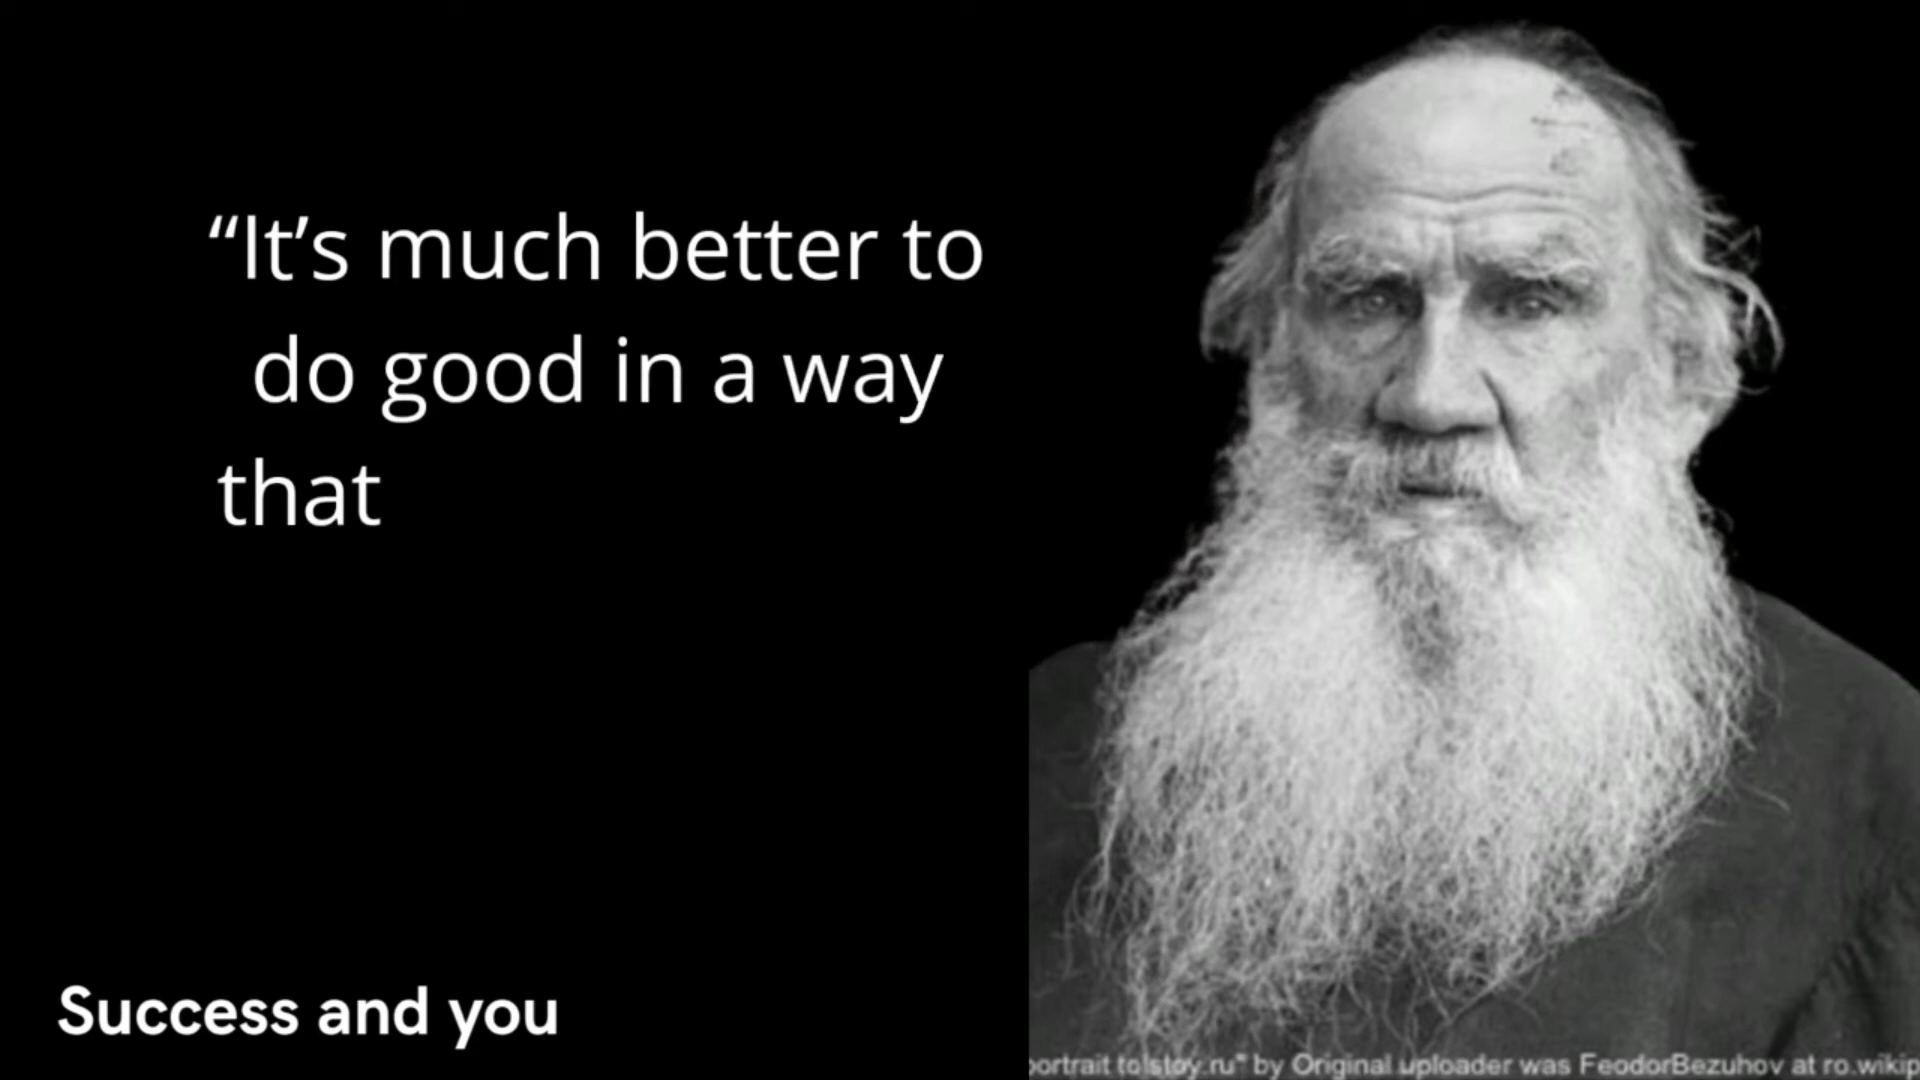 “It’s much better to
do good in a way
that
Success and you
portrait tolstoy.ru" by Original uploader was FeodorBezuhov at ro.wikip